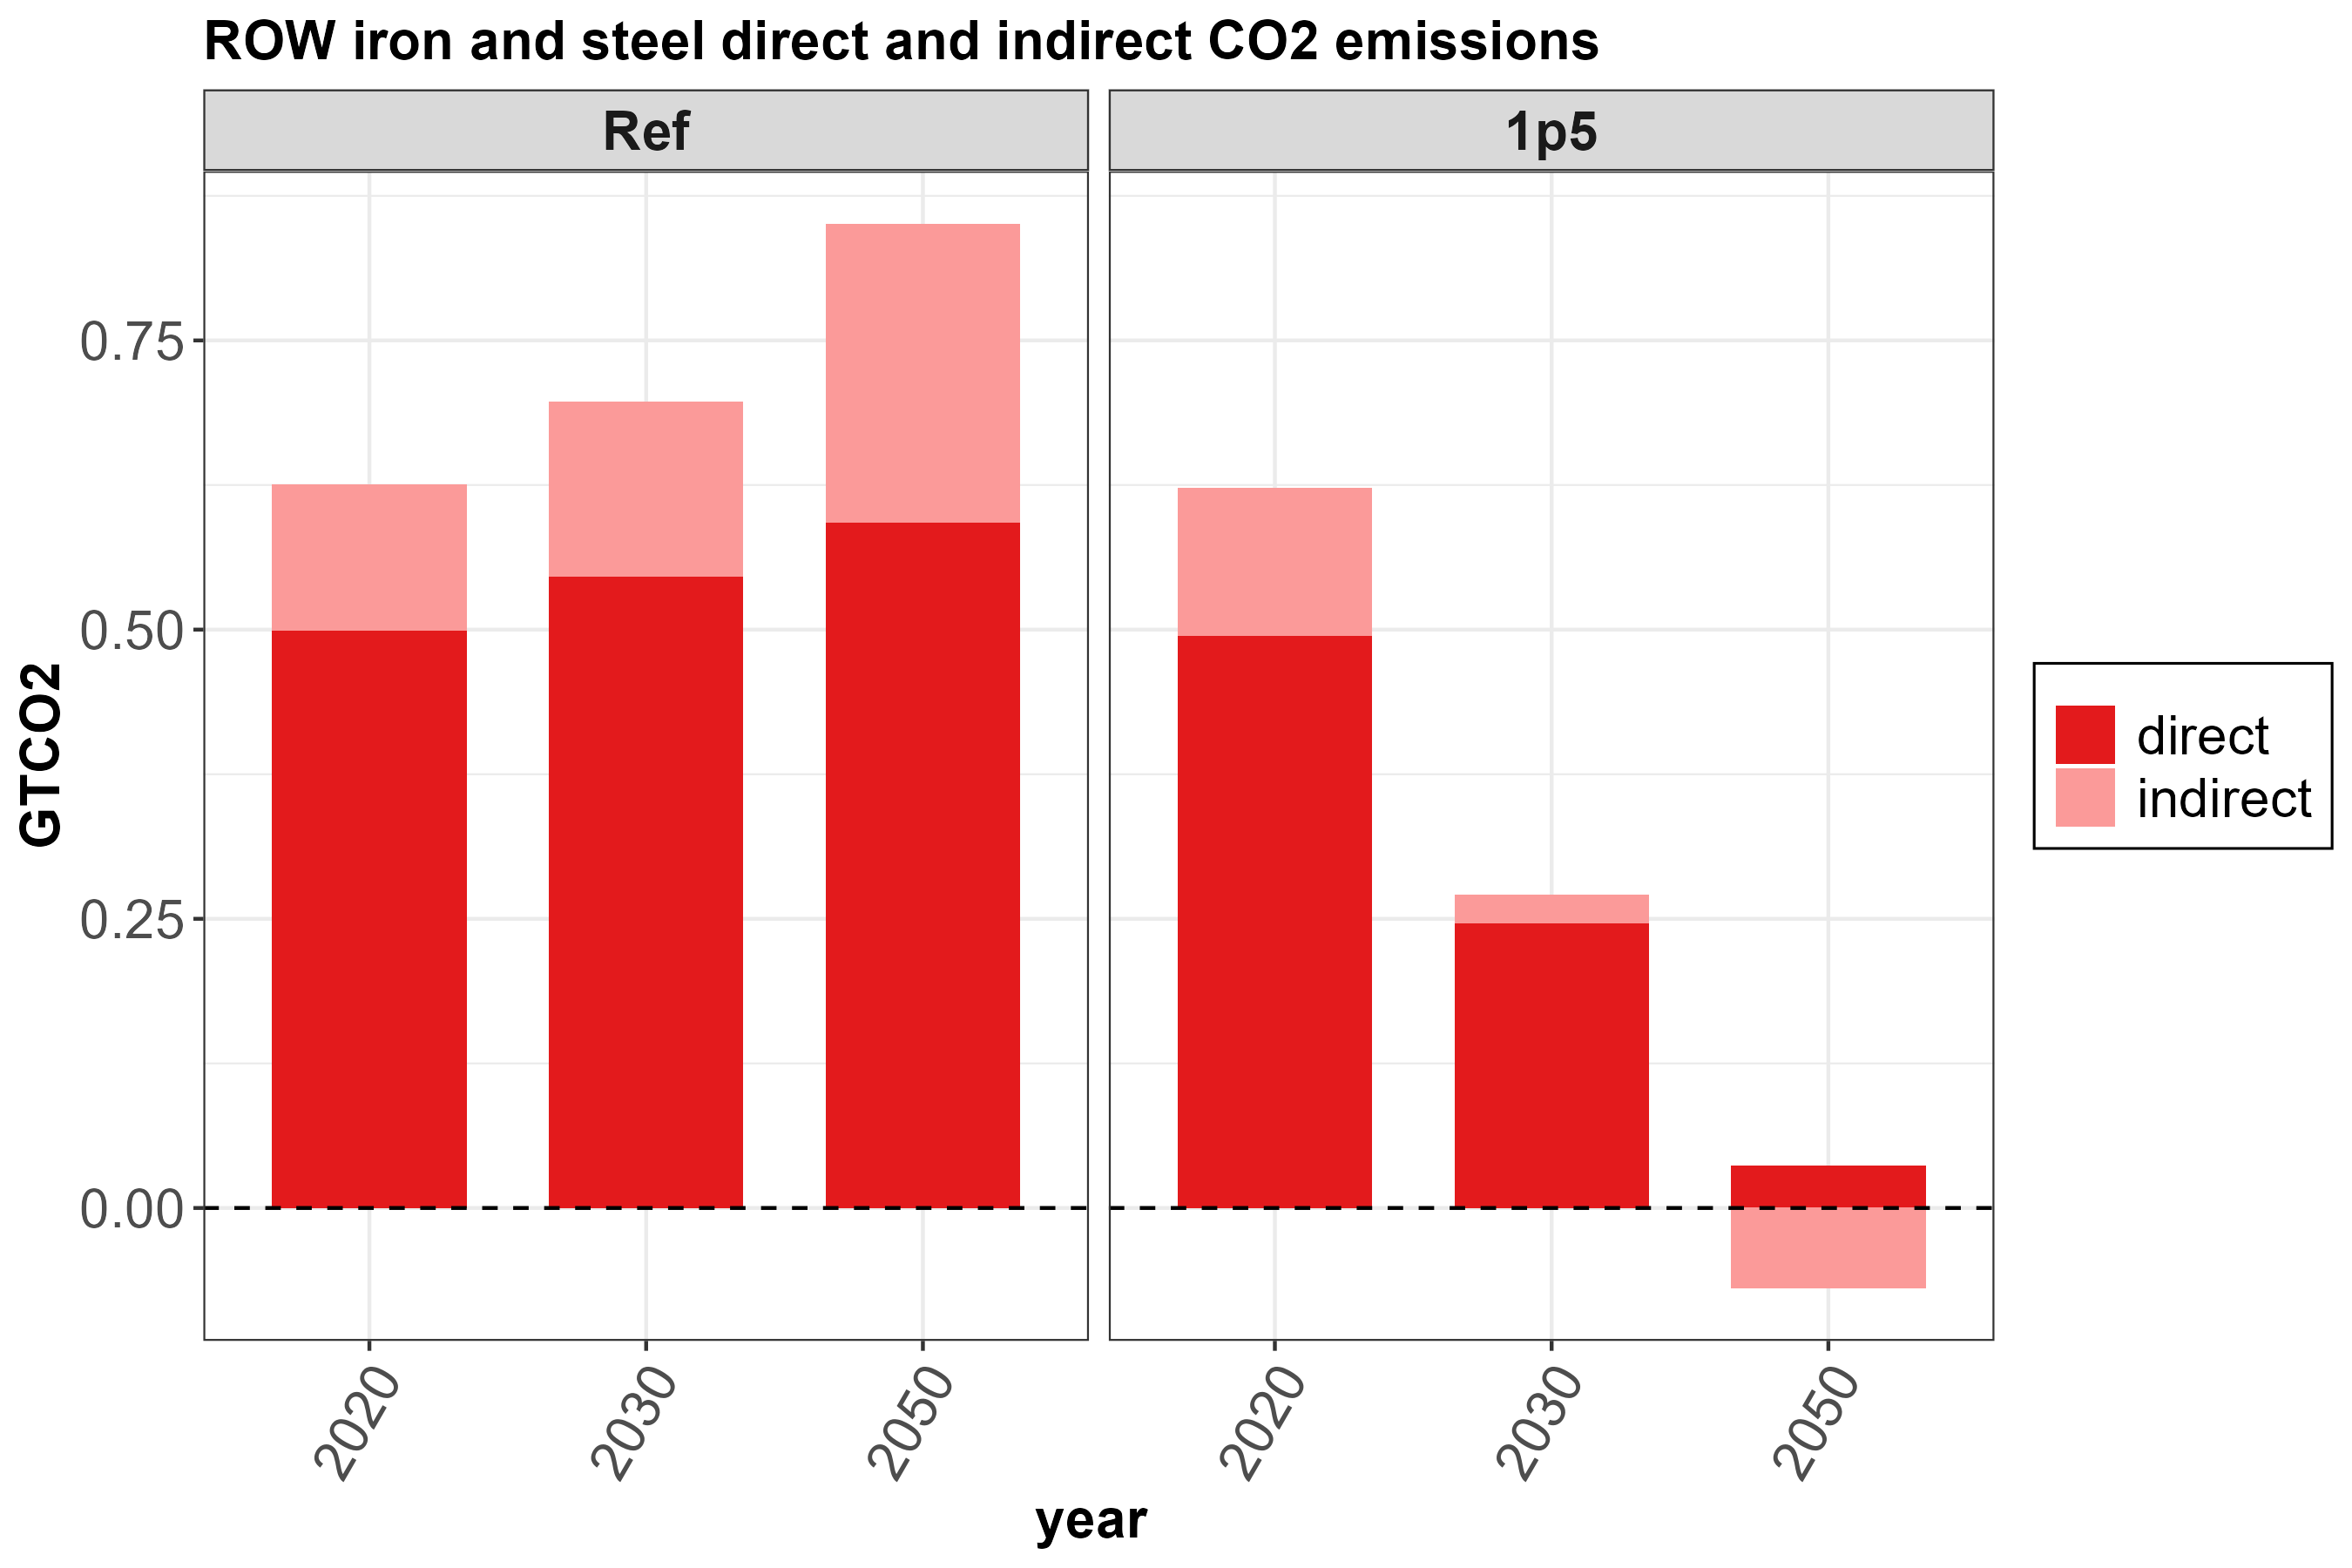 ROW iron and steel direct and indirect CO2 emissions
Ref
1p5
GTCO2
0.75
0.50
0.25
0.00
direct
indirect
2020
2030
2050
2020
2030
2050
year